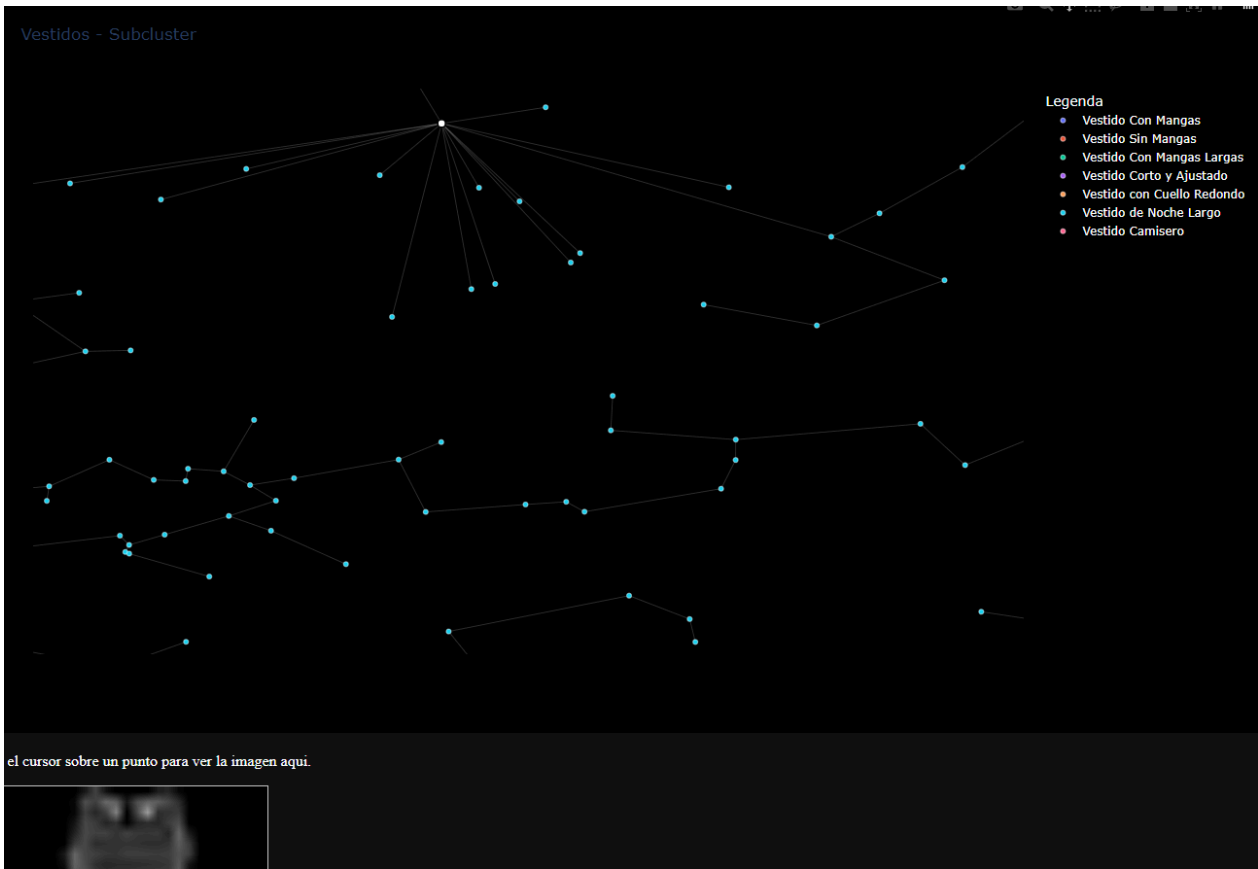 Vestidos - Subcluster
Legenda
Vestido Con Mangas
Vestido Sin Mangas
Vestido Con Mangas Largas
Vestido Corto y Ajustado
Vestido con Cuello Redondo
Vestido de Noche Largo
Vestido Camisero
el cursor sobre un punto para ver la imagen aqui.